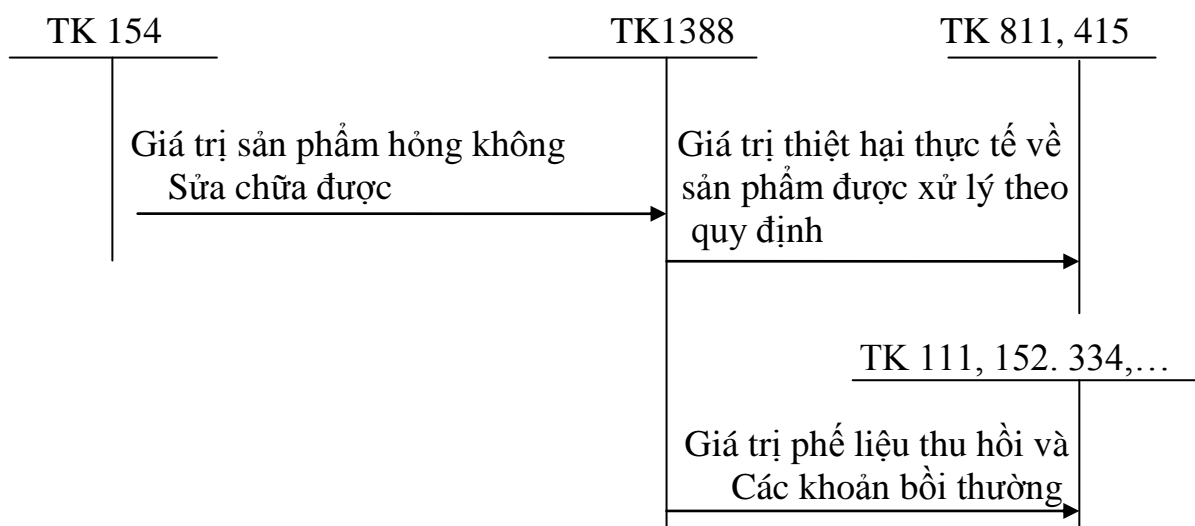 TK 154
TK1388
TK 811, 415
Giá trị sản phẩm hỏng không
Sửa chữa được
Giá trị thiệt hại thực tế về
sản phẩm được xử lý theo
quy định
TK 111, 152. 334,…
Giá trị phế liệu thu hồi và
Các khoản bồi thường